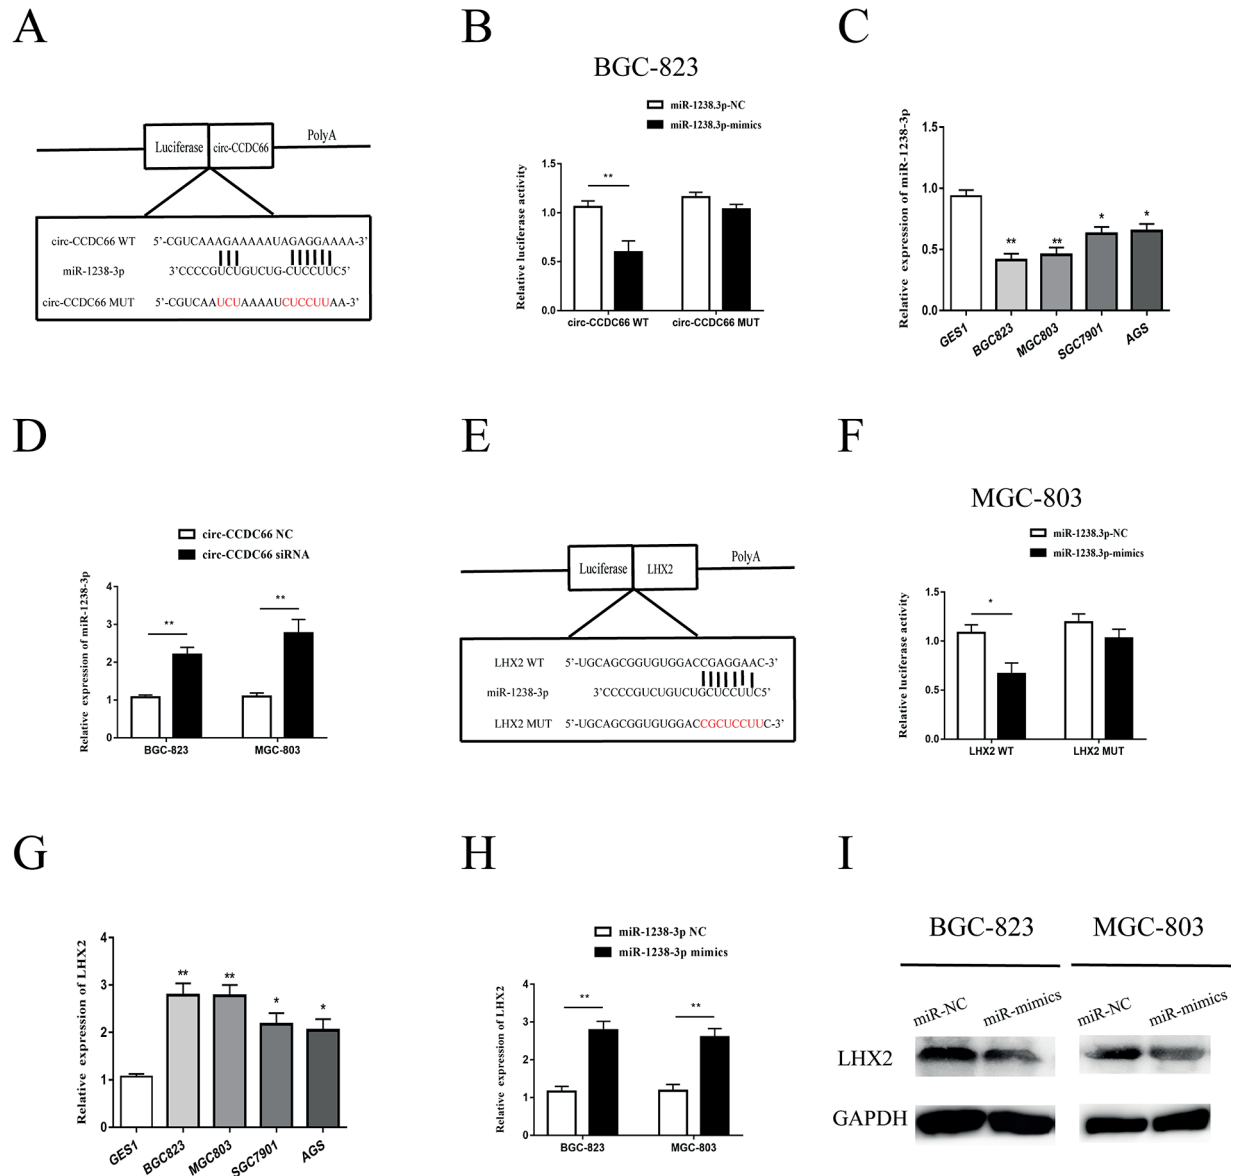 A
Luciferase circ-CCDC66 PolyA
circ-CCDC66 WT 5’-CGUCAAAGAAAAAUAGAGGAAAA-3’
miR-1238-3p 3’CCCCGUCUGUCUG-CUCCUUC5’
circ-CCDC66 MUT 5’-CGUCAAUCUAAAAUCUCCUUAA-3’
B
BGC-823
miR-1238.3p-NC
miR-1238.3p-mimics
Relative luciferase activity
1.5
1.0
0.5
0.0
**
circ-CCDC66 WT circ-CCDC66 MUT
C
Relative expression of miR-1238-3p
1.5
1.0
0.5
0.0
** ** * *
GES1 BGC823 MGC803 SGC7901 AGS
D
circ-CCDC66 NC
circ-CCDC66 siRNA
Relative expression of miR-1238-3p
4
3
2
1
0
** **
BGC-823 MGC-803
E
Luciferase LHX2 PolyA
LHX2 WT 5’-UGCAGCGGUGUGGACCGAGGAAC-3’
miR-1238-3p 3’CCCCGUCUGUCUGCUCCUUC5’
LHX2 MUT 5’-UGCAGCGGUGUGGACCGCUCCUUC-3’
F
MGC-803
miR-1238.3p-NC
miR-1238.3p-mimics
Relative luciferase activity
1.5
1.0
0.5
0.0
*
LHX2 WT LHX2 MUT
G
Relative expression of LHX2
4
3
2
1
0
** ** * *
GES1 BGC823 MGC803 SGC7901 AGS
H
miR-1238-3p NC
miR-1238-3p mimics
Relative expression of LHX2
4
3
2
1
0
** **
BGC-823 MGC-803
I
BGC-823 MGC-803
miR-NC miR-mimics miR-NC miR-mimics
LHX2
GAPDH